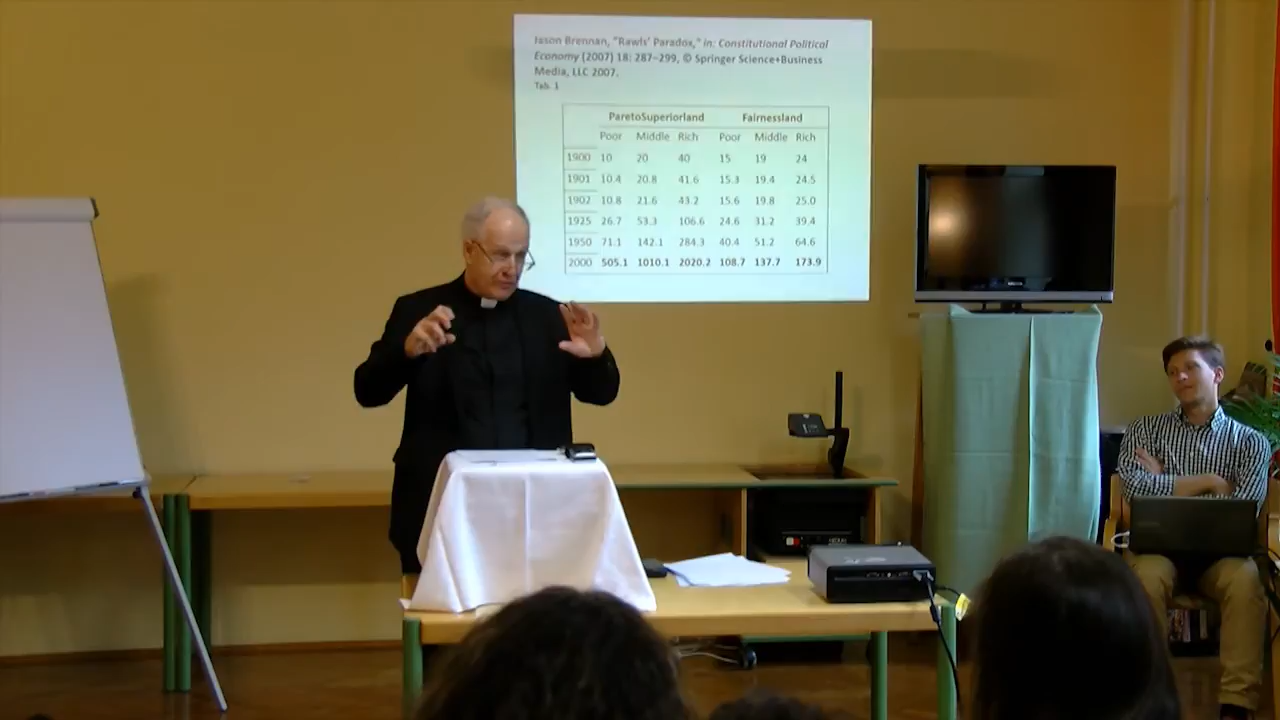 Jason Brennan, "Rawls' Paradox," in: Constitutional Political
Economy (2007) 18: 287–299, © Springer Science+Business
Media, LLC 2007.
Tab. 1
ParetoSuperiorland Fairnessland
Poor Middle Rich Poor Middle Rich
1900 10 20 40 15 19 24
1901 10.4 20.8 41.6 15.3 19.4 24.5
1902 10.8 21.6 43.2 15.6 19.8 25.0
1925 26.7 53.3 106.6 24.6 31.2 39.4
1950 71.1 142.1 284.3 40.4 51.2 64.6
2000 505.1 1010.1 2020.2 108.7 137.7 173.9